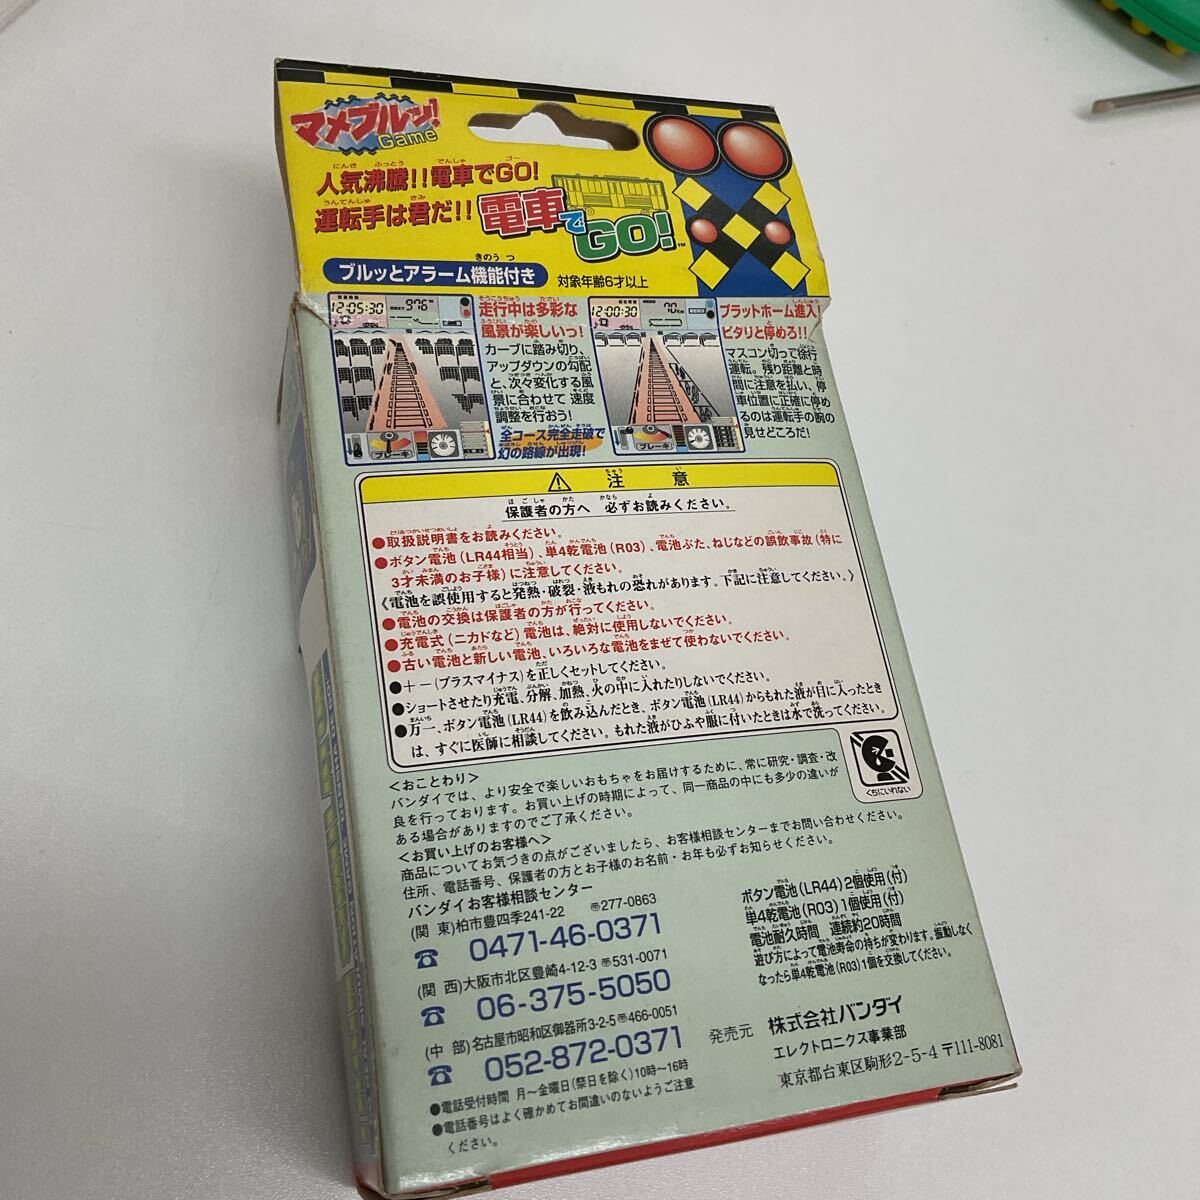 マメブルッ!
Game
人気沸騰!!電車でGO!
運転手は君だ!!
電車でGO!
TM
ブルッとアラーム機能付き
対象年齢6才以上
12:05:30
976m
ブレーキ
走行中は多彩な
風景が楽しいっ!
カーブに踏み切り、
アップダウンの勾配
と、次々変化する風
景に合わせて 速度
調整を行おう!
全コース完全走破で
幻の路線が出現!
12:00:30
ブレーキ
プラットホーム進入!
ピタリと停めろ!!
マスコン切って徐行
運転。残り距離と時
間に注意を払い、停
車位置に正確に停め
るのは運転手の腕の
見せどころだ!
注意
保護者の方へ 必ずお読みください。
●取扱説明書をお読みください。
●ボタン電池(LR44相当)、単4乾電池(R03)、電池ぶた、ねじなどの誤飲事故(特に
3才未満のお子様)に注意してください。
《電池を誤使用すると発熱・破裂・液もれの恐れがあります。下記に注意してください。》
●電池の交換は保護者の方が行ってください。
●充電式(ニカドなど)電池は、絶対に使用しないでください。
●古い電池と新しい電池、いろいろな電池をまぜて使わないでください。
●＋－(プラスマイナス)を正しくセットしてください。
●ショートさせたり充電、分解、加熱、火の中に入れたりしないでください。
●万一、ボタン電池(LR44)を飲み込んだとき、ボタン電池(LR44)からもれた液が目に入ったとき
は、すぐに医師に相談してください。もれた液がひふや服に付いたときは水で洗ってください。
くちにいれない
<おことわり>
バンダイでは、より安全で楽しいおもちゃをお届けするために、常に研究・調査・改
良を行っております。お買い上げの時期によって、同一商品の中にも多少の違いが
ある場合がありますのでご了承ください。
<お買い上げのお客様へ>
商品についてお気づきの点がございましたら、お客様相談センターまでお問い合わせください。
住所、電話番号、保護者の方とお子様のお名前・お年も必ずお知らせください。
バンダイお客様相談センター
(関 東)柏市豊四季241-22 〒277-0863
☎ 0471-46-0371
(関 西)大阪市北区豊崎4-12-3 〒531-0071
☎ 06-375-5050
(中 部)名古屋市昭和区御器所3-2-5 〒466-0051
☎ 052-872-0371
●電話受付時間 月～金曜日(祭日を除く)10時～16時
●電話番号はよく確かめてお間違いのないようご注意
ください。
ボタン電池(LR44)2個使用(付)
単4乾電池(R03)1個使用(付)
電池耐久時間 連続約20時間
遊び方によって電池寿命の持ちが変わります。振動しなく
なったら単4乾電池(R03)1個を交換してください。
発売元 株式会社バンダイ
エレクトロニクス事業部
東京都台東区駒形2-5-4 〒111-8081